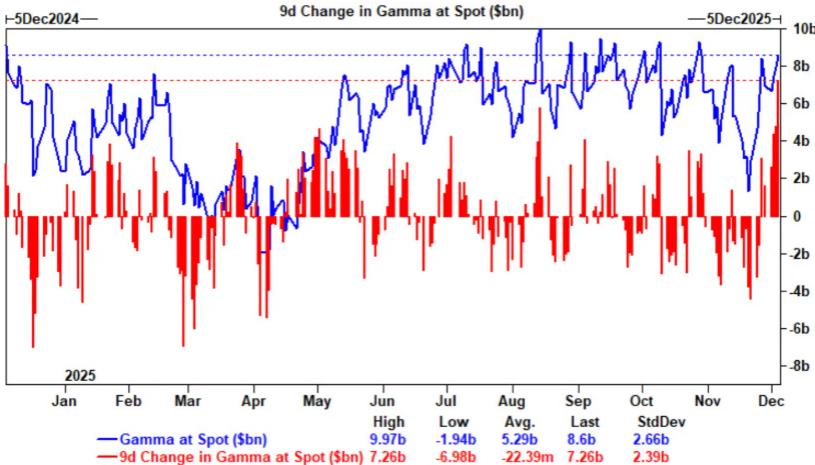 9d Change in Gamma at Spot ($bn)
5Dec2024
5Dec2025
10b
8b
6b
4b
2b
0
-2b
-4b
-6b
-8b
2025
Jan Feb Mar Apr May Jun Jul Aug Sep Oct Nov Dec
High Low Avg. Last StdDev
Gamma at Spot ($bn) 9.97b -1.94b 5.29b 8.6b 2.66b
9d Change in Gamma at Spot ($bn) 7.26b -6.98b -22.39m 7.26b 2.39b